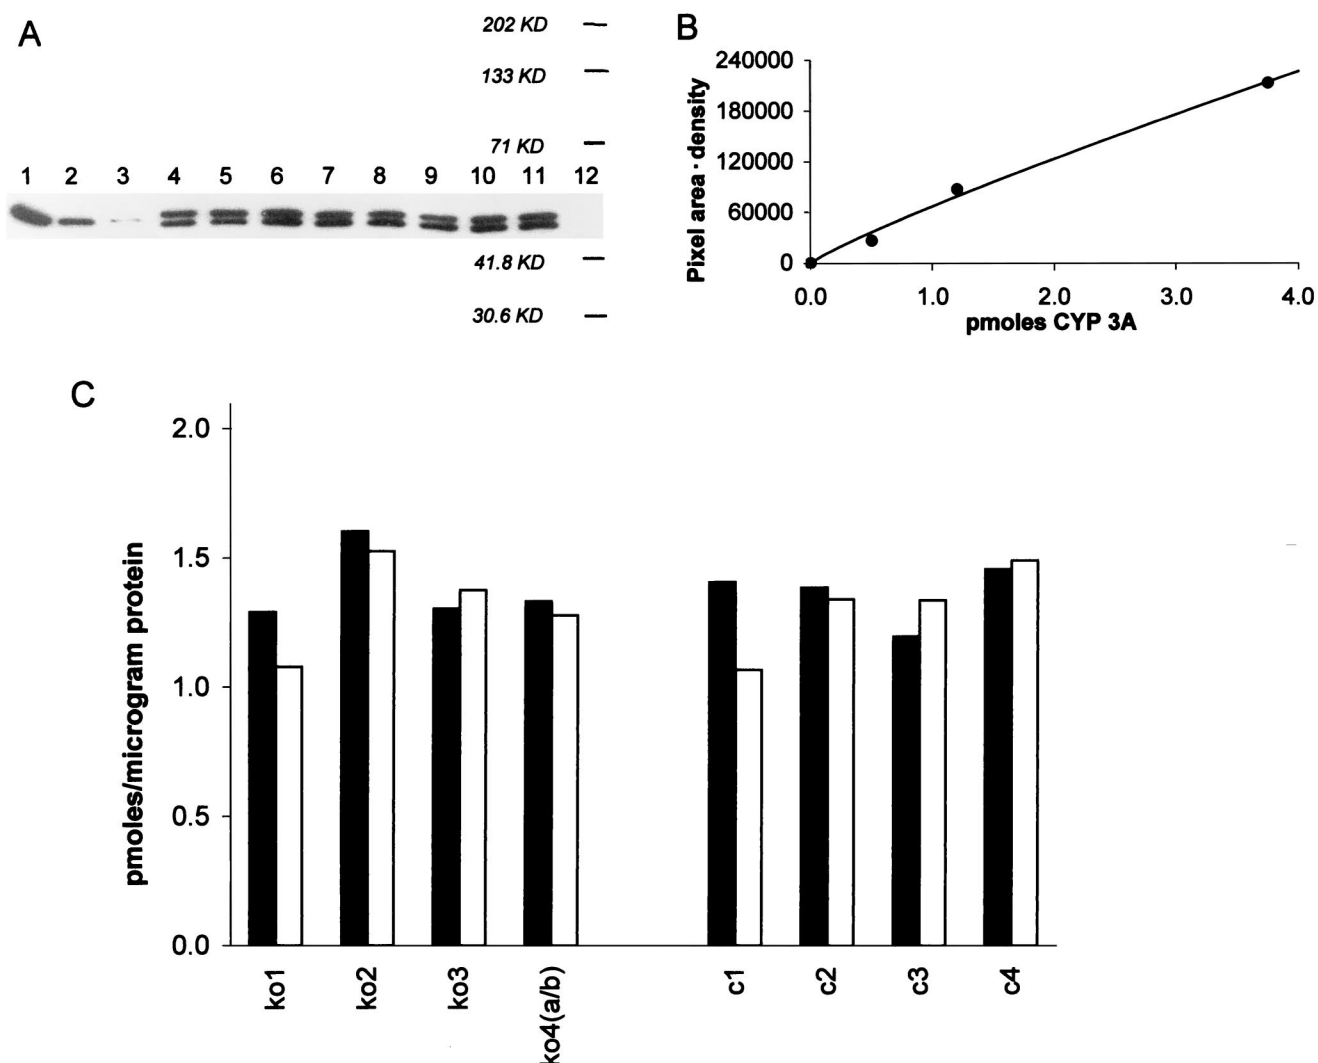 A
202 KD
133 KD
71 KD
1 2 3 4 5 6 7 8 9 10 11 12
41.8 KD
30.6 KD
B
Pixel area · density
240000
180000
120000
60000
0
0.0 1.0 2.0 3.0 4.0
pmoles CYP 3A
C
pmoles/microgram protein
2.0
1.5
1.0
0.5
0.0
ko1 ko2 ko3 ko4(a/b) c1 c2 c3 c4